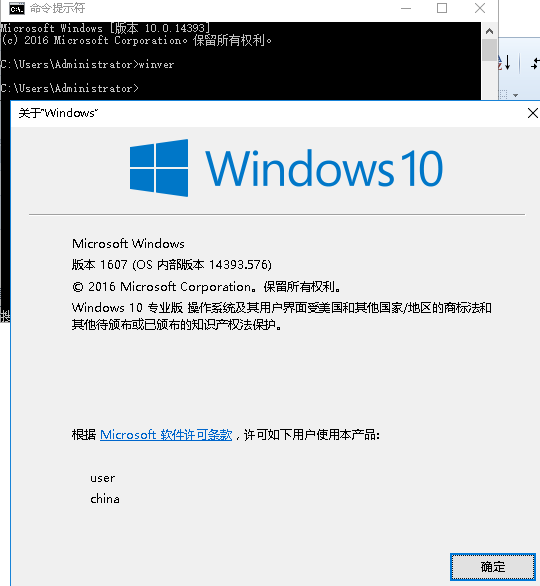 命令提示符
Microsoft Windows [版本 10.0.14393]
(c) 2016 Microsoft Corporation。保留所有权利。
C:\Users\Administrator>winver
C:\Users\Administrator>
关于"Windows"
Windows 10
Microsoft Windows
版本 1607 (OS 内部版本 14393.576)
© 2016 Microsoft Corporation。保留所有权利。
Windows 10 专业版 操作系统及其用户界面受美国和其他国家/地区的商标法和
其他待颁布或已颁布的知识产权法保护。
根据 Microsoft 软件许可条款，许可如下用户使用本产品:
user
china
确定